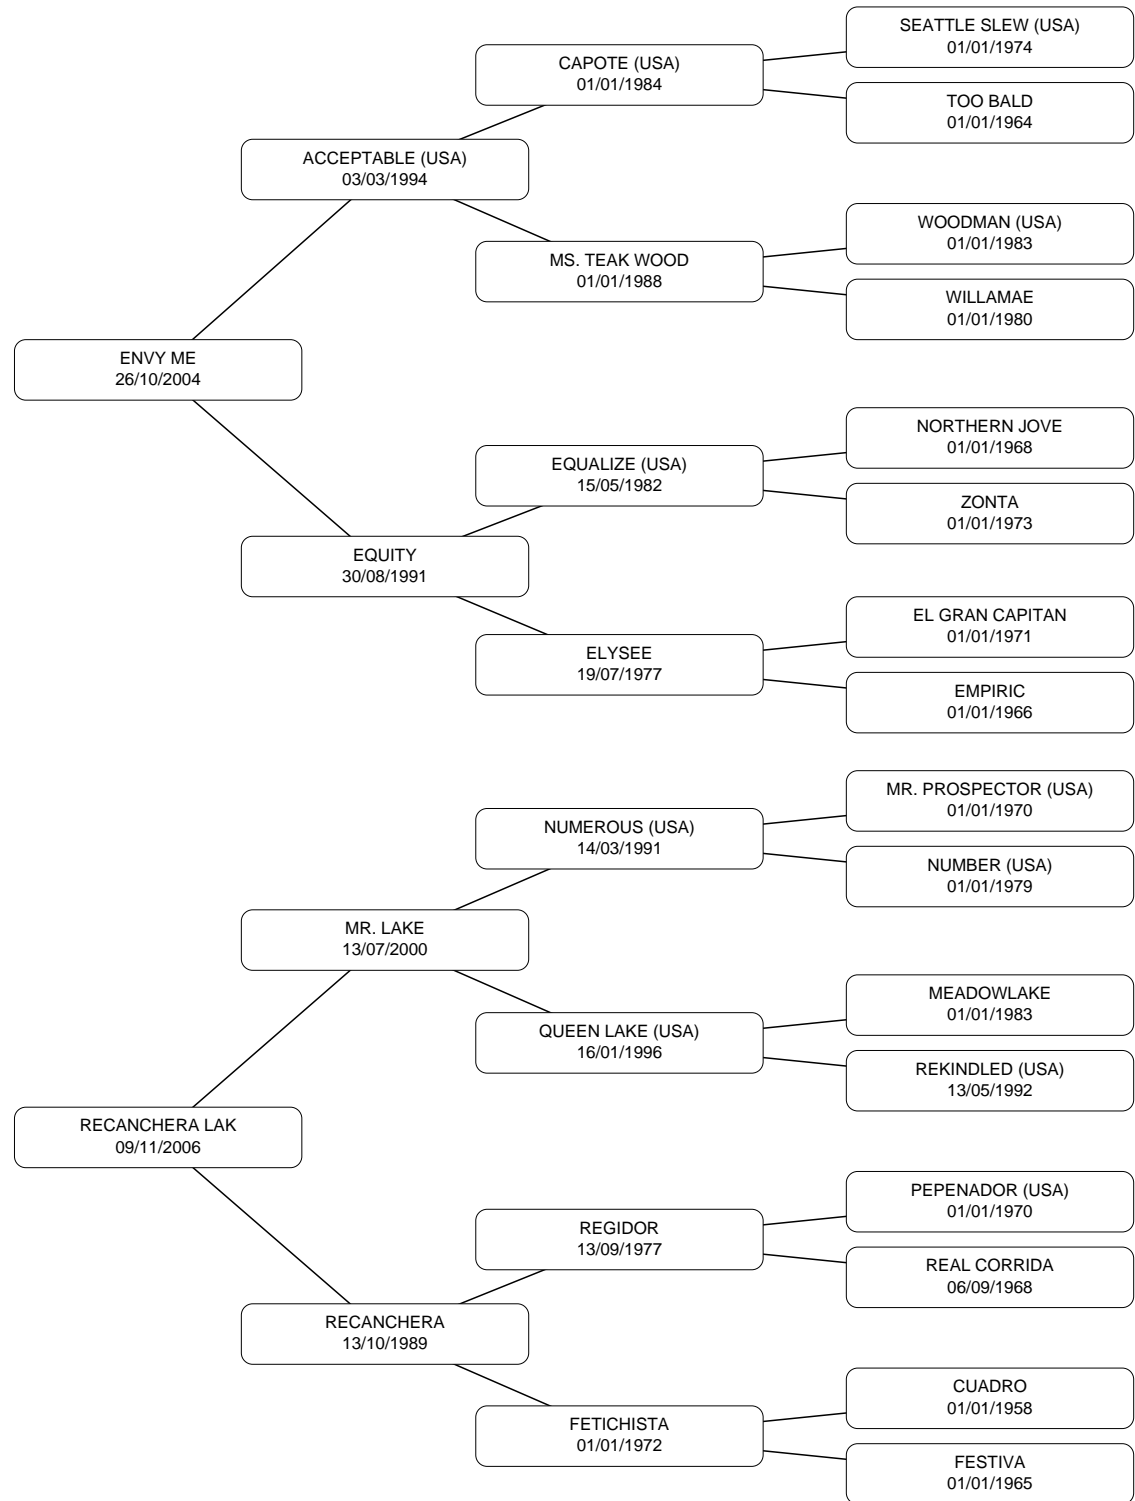 SEATTLE SLEW (USA)
01/01/1974
CAPOTE (USA)
01/01/1984
TOO BALD
01/01/1964
ACCEPTABLE (USA)
03/03/1994
WOODMAN (USA)
01/01/1983
MS. TEAK WOOD
01/01/1988
WILLAMAE
01/01/1980
ENVY ME
26/10/2004
NORTHERN JOVE
01/01/1968
EQUALIZE (USA)
15/05/1982
ZONTA
01/01/1973
EQUITY
30/08/1991
EL GRAN CAPITAN
01/01/1971
ELYSEE
19/07/1977
EMPIRIC
01/01/1966
MR. PROSPECTOR (USA)
01/01/1970
NUMEROUS (USA)
14/03/1991
NUMBER (USA)
01/01/1979
MR. LAKE
13/07/2000
MEADOWLAKE
01/01/1983
QUEEN LAKE (USA)
16/01/1996
REKINDLED (USA)
13/05/1992
RECANCHERA LAK
09/11/2006
PEPENADOR (USA)
01/01/1970
REGIDOR
13/09/1977
REAL CORRIDA
06/09/1968
RECANCHERA
13/10/1989
CUADRO
01/01/1958
FETICHISTA
01/01/1972
FESTIVA
01/01/1965